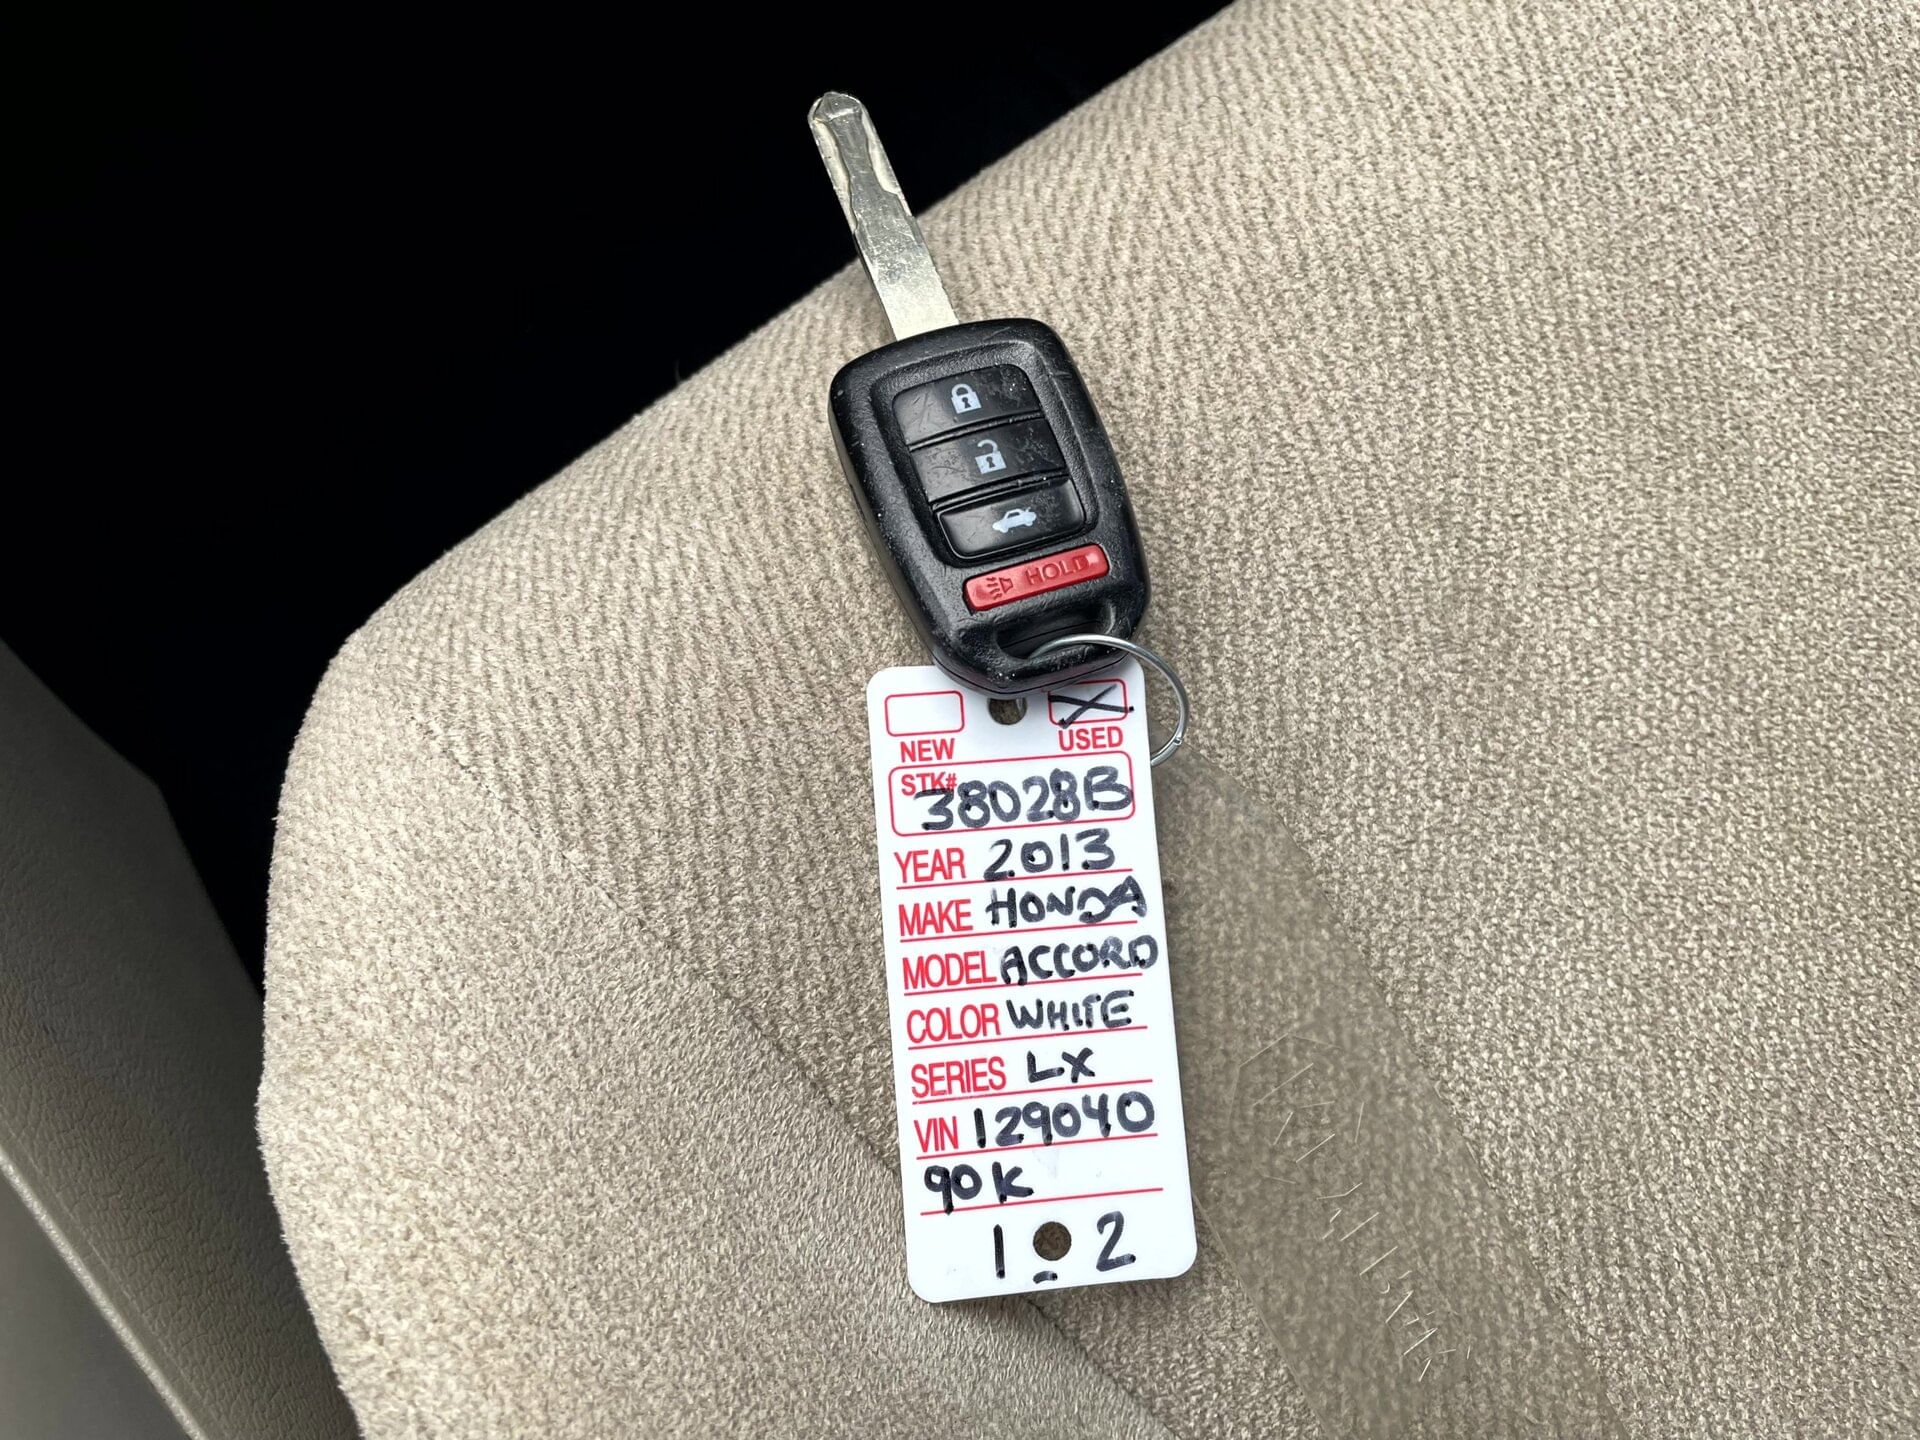 HOLD
NEW USED
STK# 38028B
YEAR 2013
MAKE HONDA
MODEL ACCORD
COLOR WHITE
SERIES LX
VIN 129040
90K
1 - 2